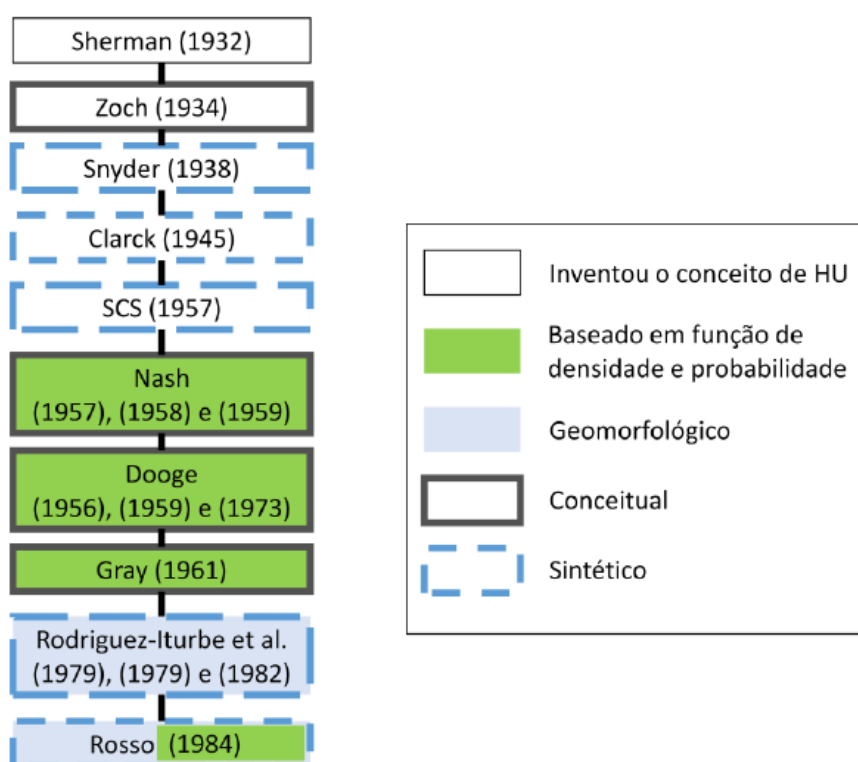 Sherman (1932)
Zoch (1934)
Snyder (1938)
Clarck (1945)
SCS (1957)
Nash
(1957), (1958) e (1959)
Dooge
(1956), (1959) e (1973)
Gray (1961)
Rodriguez-Iturbe et al.
(1979), (1979) e (1982)
Rosso (1984)
Inventou o conceito de HU
Baseado em função de
densidade e probabilidade
Geomorfológico
Conceitual
Sintético